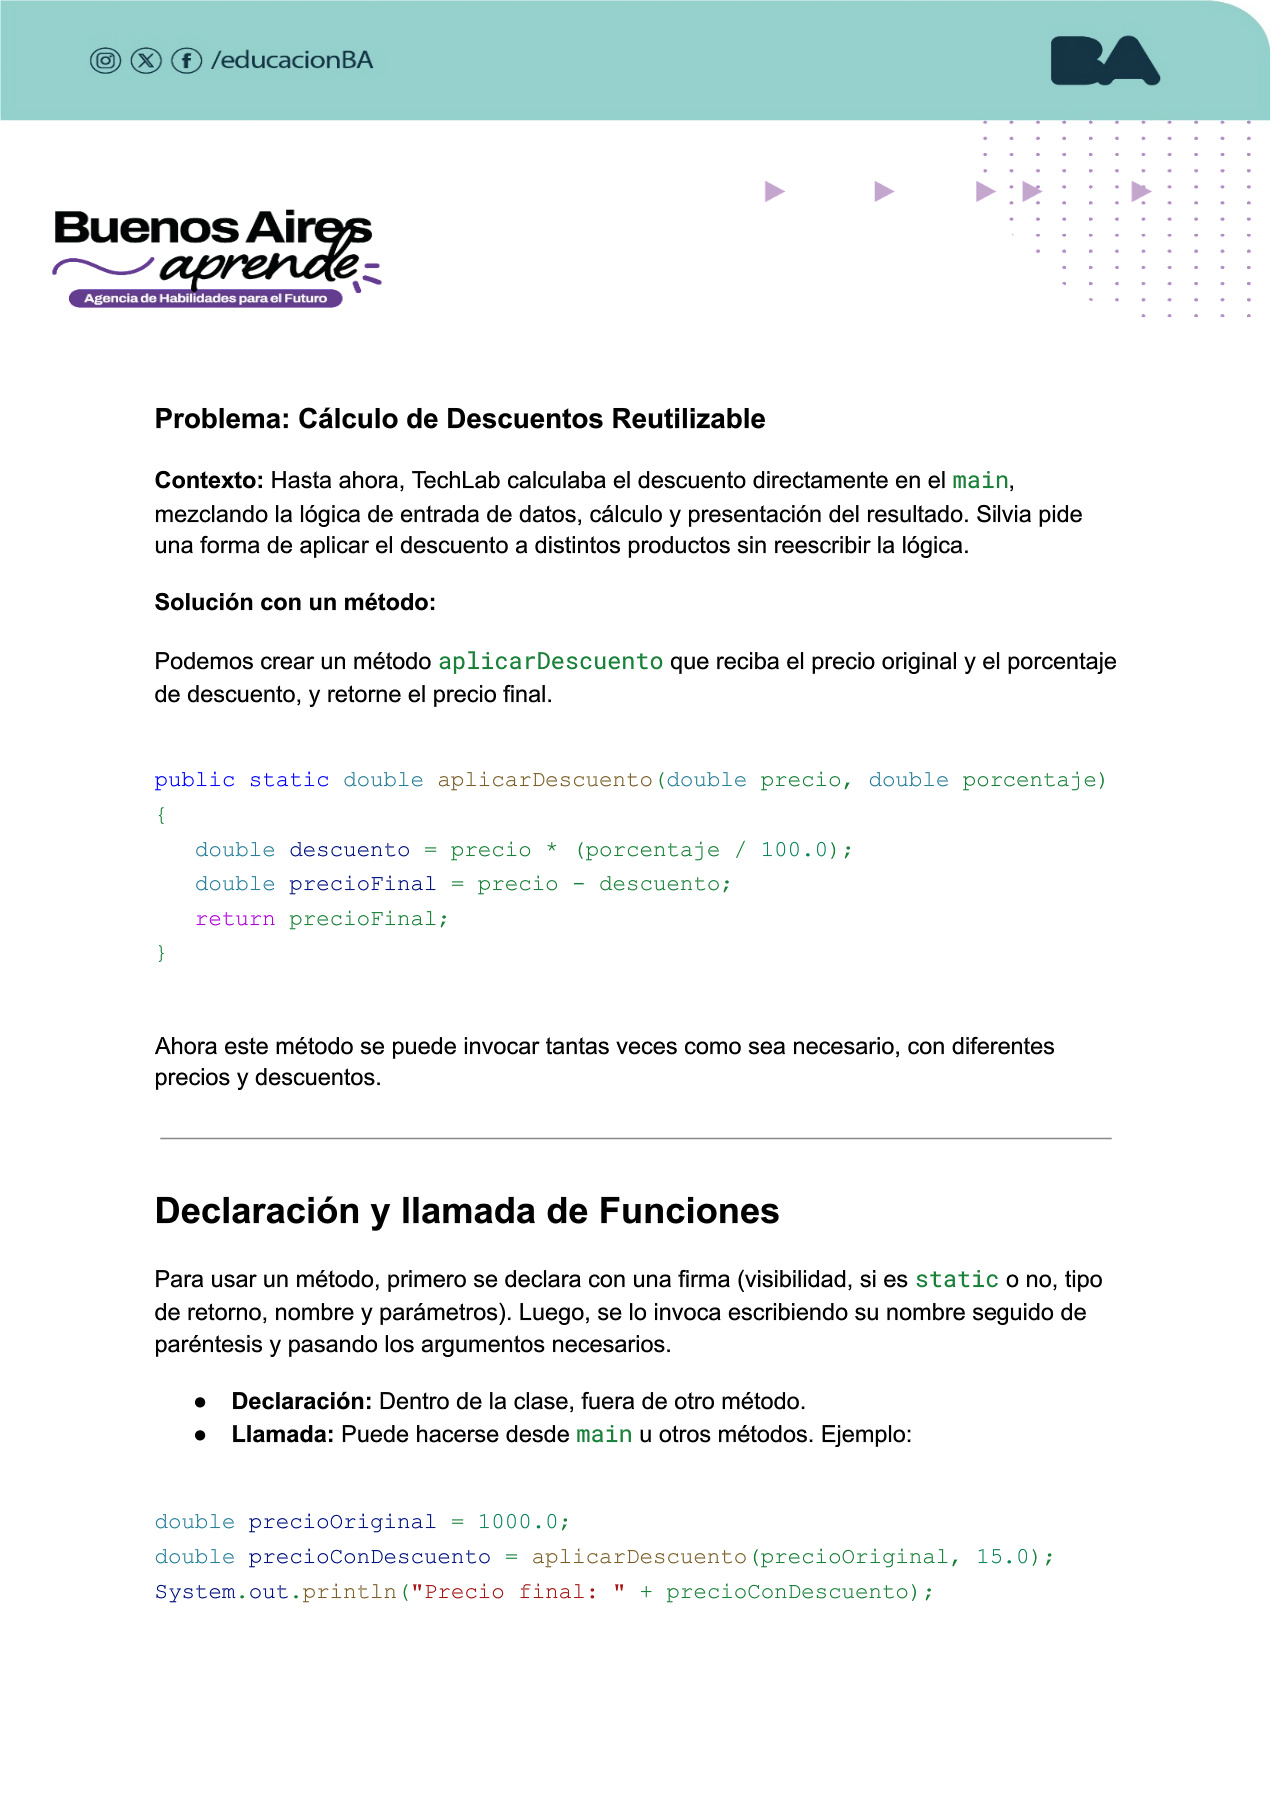 /educacionBA
BA
Buenos Aires
aprende
Agencia de Habilidades para el Futuro
Problema: Cálculo de Descuentos Reutilizable
Contexto: Hasta ahora, TechLab calculaba el descuento directamente en el main,
mezclando la lógica de entrada de datos, cálculo y presentación del resultado. Silvia pide
una forma de aplicar el descuento a distintos productos sin reescribir la lógica.
Solución con un método:
Podemos crear un método aplicarDescuento que reciba el precio original y el porcentaje
de descuento, y retorne el precio final.
public static double aplicarDescuento(double precio, double porcentaje)
{
   double descuento = precio * (porcentaje / 100.0);
   double precioFinal = precio - descuento;
   return precioFinal;
}
Ahora este método se puede invocar tantas veces como sea necesario, con diferentes
precios y descuentos.
Declaración y llamada de Funciones
Para usar un método, primero se declara con una firma (visibilidad, si es static o no, tipo
de retorno, nombre y parámetros). Luego, se lo invoca escribiendo su nombre seguido de
paréntesis y pasando los argumentos necesarios.
● Declaración: Dentro de la clase, fuera de otro método.
● Llamada: Puede hacerse desde main u otros métodos. Ejemplo:
double precioOriginal = 1000.0;
double precioConDescuento = aplicarDescuento(precioOriginal, 15.0);
System.out.println("Precio final: " + precioConDescuento);